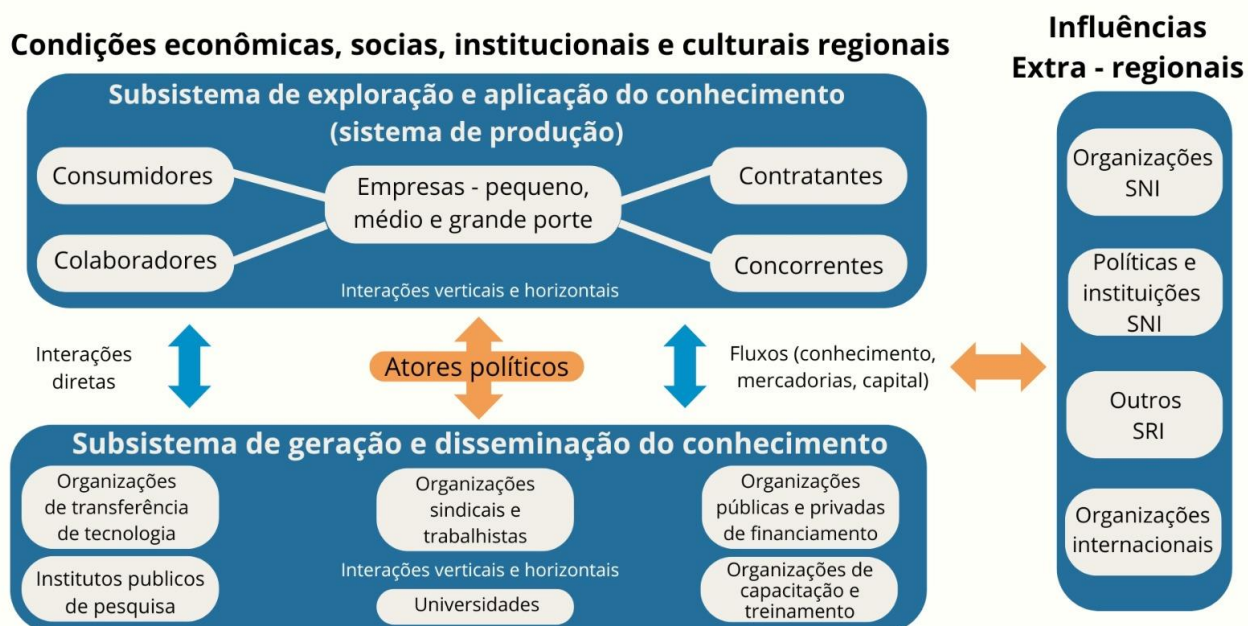 Condições econômicas, socias, institucionais e culturais regionais
Influências
Extra - regionais
Subsistema de exploração e aplicação do conhecimento
(sistema de produção)
Consumidores
Colaboradores
Empresas - pequeno,
médio e grande porte
Contratantes
Concorrentes
Interações verticais e horizontais
Interações
diretas
Atores políticos
Fluxos (conhecimento,
mercadorias, capital)
Subsistema de geração e disseminação do conhecimento
Organizações
de transferência
de tecnologia
Institutos publicos
de pesquisa
Organizações
sindicais e
trabalhistas
Interações verticais e horizontais
Universidades
Organizações
públicas e privadas
de financiamento
Organizações de
capacitação e
treinamento
Organizações
SNI
Políticas e
instituições
SNI
Outros
SRI
Organizações
internacionais